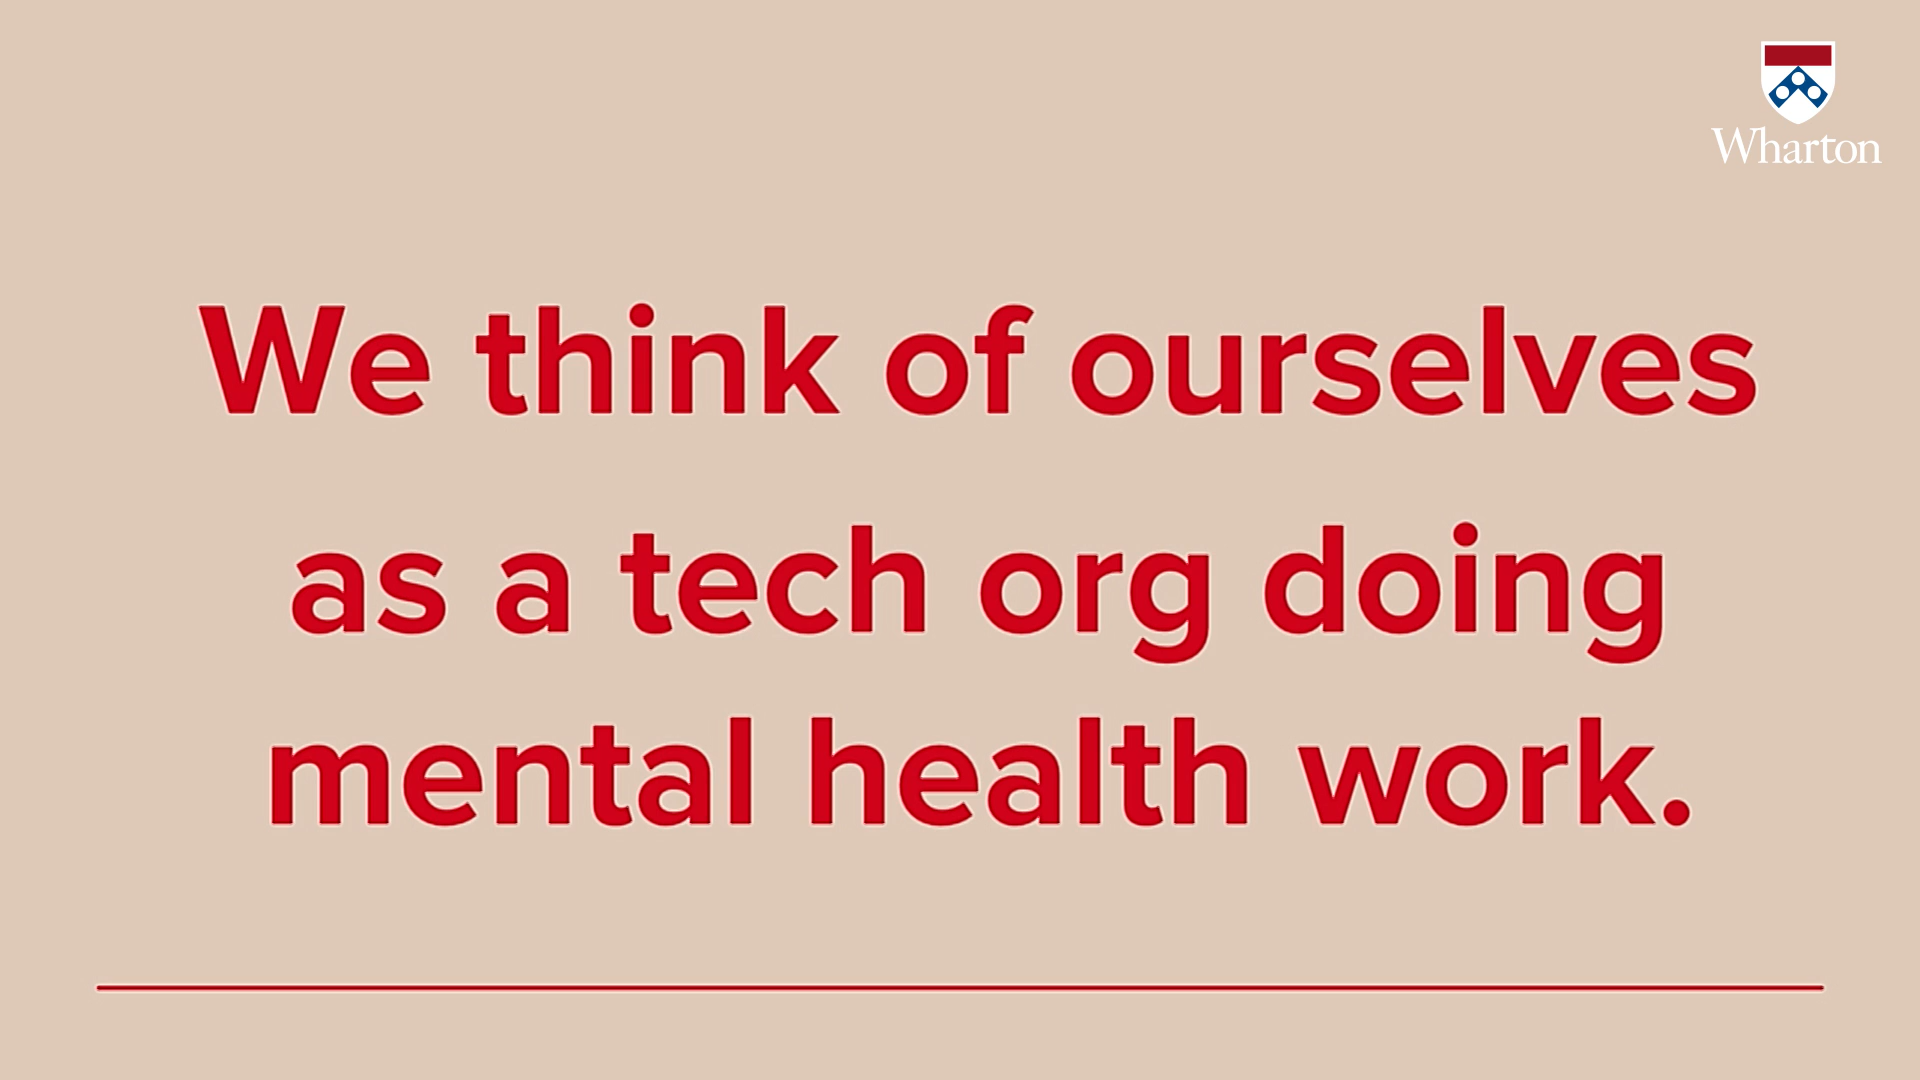 Wharton
We think of ourselves
as a tech org doing
mental health work.